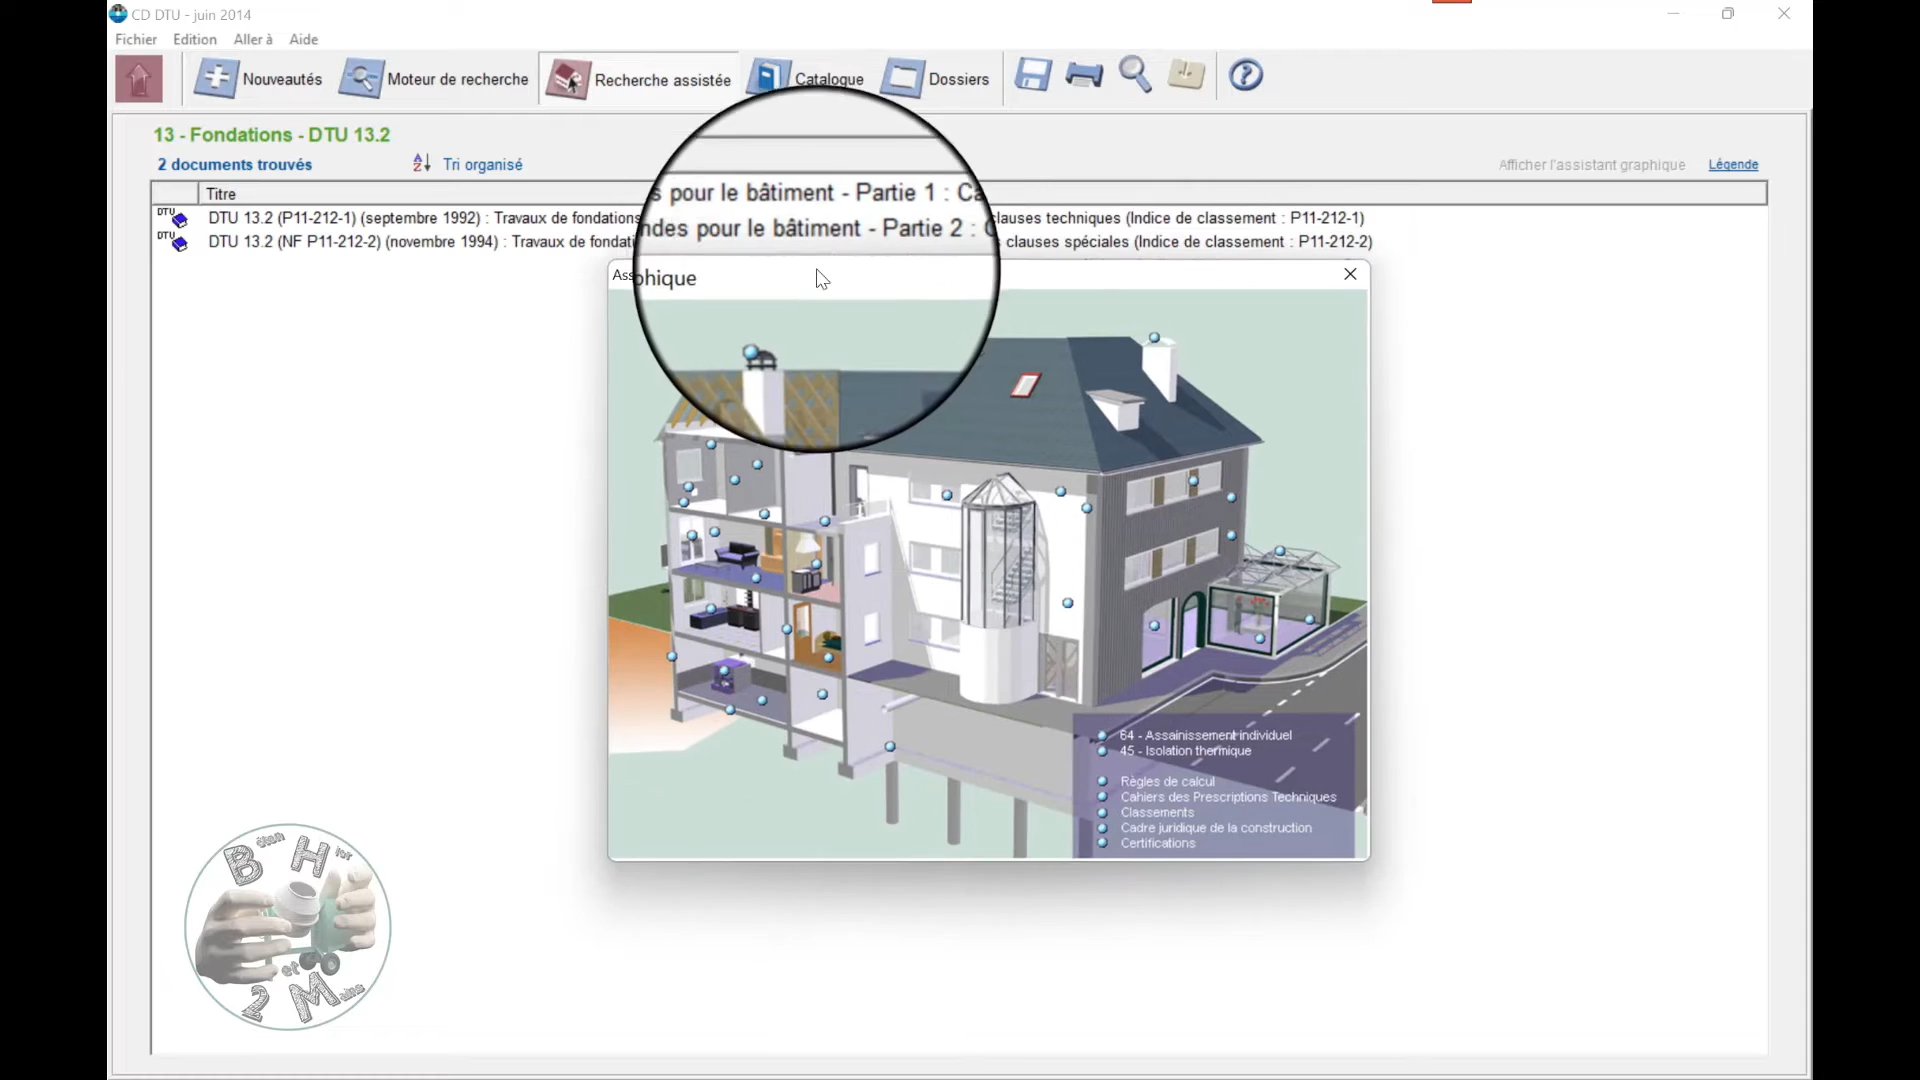 CD DTU - juin 2014
Fichier Edition Aller à Aide
Nouveautés Moteur de recherche Recherche assistée Catalogue Dossiers
13 - Fondations - DTU 13.2
2 documents trouvés Tri organisé Afficher l'assistant graphique Légende
Titre
DTU 13.2 (P11-212-1) (septembre 1992) : Travaux de fondations pour le bâtiment - Partie 1 : clauses techniques (Indice de classement : P11-212-1)
DTU 13.2 (NF P11-212-2) (novembre 1994) : Travaux de pour le bâtiment - Partie 2 : clauses spéciales (Indice de classement : P11-212-2)
64 - Assainissement individuel
45 - Isolation thermique
Règles de calcul
Cahiers des Prescriptions Techniques
Classements
Cadre juridique de la construction
Certifications
Béton H
et
2 Mains